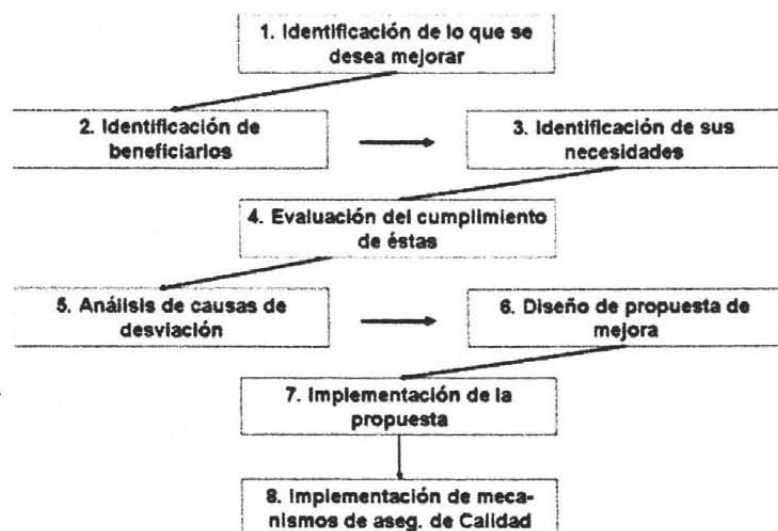 1. Identificación de lo que se
desea mejorar
2. Identificación de
beneficiarios
3. Identificación de sus
necesidades
4. Evaluación del cumplimiento
de éstas
5. Análisis de causas de
desviación
6. Diseño de propuesta de
mejora
7. Implementación de la
propuesta
8. Implementación de meca-
nismos de aseg. de Calidad